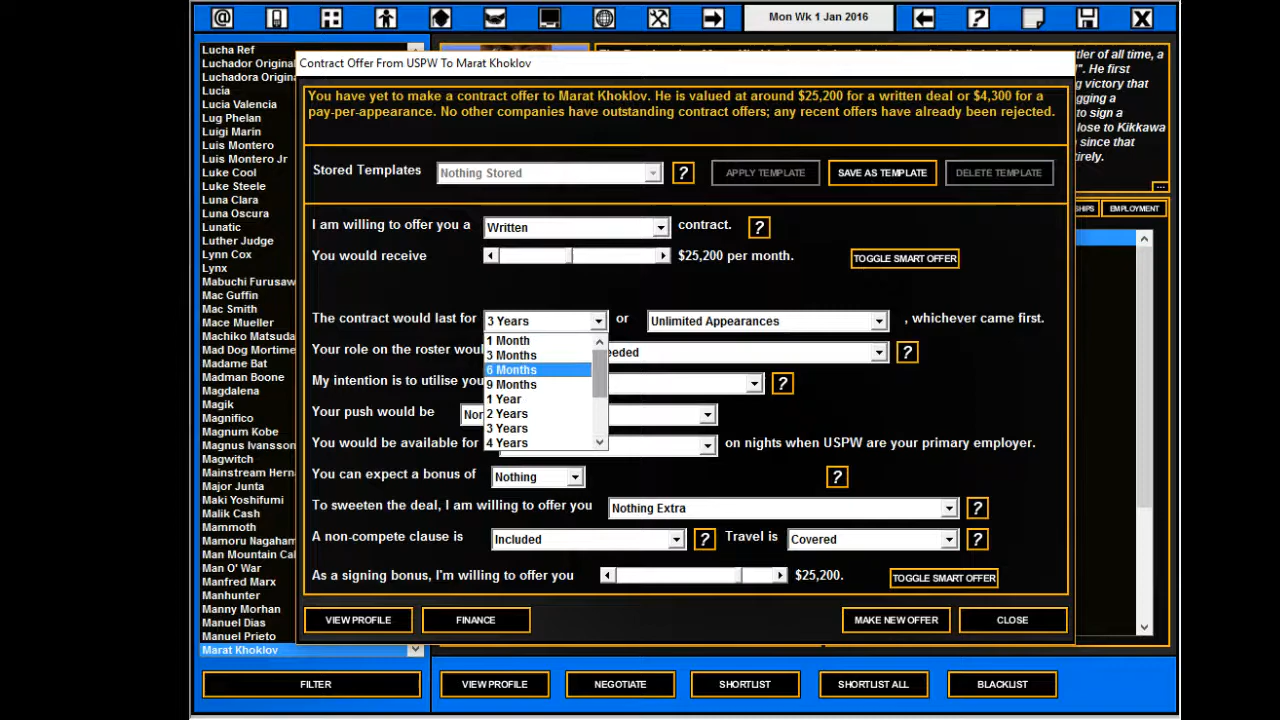 @
Mon Wk 1 Jan 2016
?
X
Lucha Ref
Luchador Original
Luchadora Original
Lucia
Lucia Valencia
Lug Phelan
Luigi Marin
Luis Montero
Luis Montero Jr
Luke Cool
Luke Steele
Luna Clara
Luna Oscura
Lunatic
Luther Judge
Lynn Cox
Lynx
Mabuchi Furusaw
Mac Guffin
Mac Smith
Mace Mueller
Machiko Matsuda
Mad Dog Mortime
Madame Bat
Madman Boone
Magdalena
Magik
Magnifico
Magnum Kobe
Magnus Ivansson
Magwitch
Mainstream Hern
Major Junta
Maki Yoshifumi
Malik Cash
Mammoth
Mamoru Nagaham
Man Mountain Cal
Man O' War
Manfred Marx
Manhunter
Manny Morhan
Manuel Dias
Manuel Prieto
Marat Khoklov
FILTER
tler of all time, a
". He first
ng victory that
gging a
to sign a
lose to Kikkawa
since that
tirely.
...
SHIPS
EMPLOYMENT
Contract Offer From USPW To Marat Khoklov
You have yet to make a contract offer to Marat Khoklov. He is valued at around $25,200 for a written deal or $4,300 for a
pay-per-appearance. No other companies have outstanding contract offers; any recent offers have already been rejected.
Stored Templates Nothing Stored ? APPLY TEMPLATE SAVE AS TEMPLATE DELETE TEMPLATE
I am willing to offer you a Written contract. ?
You would receive $25,200 per month. TOGGLE SMART OFFER
The contract would last for 3 Years or Unlimited Appearances , whichever came first.
1 Month
3 Months
6 Months
9 Months
1 Year
2 Years
3 Years
4 Years
Your role on the roster wou eeded ?
My intention is to utilise you ?
Your push would be Nor
You would be available for on nights when USPW are your primary employer.
You can expect a bonus of Nothing ?
To sweeten the deal, I am willing to offer you Nothing Extra ?
A non-compete clause is Included ? Travel is Covered ?
As a signing bonus, I'm willing to offer you $25,200. TOGGLE SMART OFFER
VIEW PROFILE FINANCE MAKE NEW OFFER CLOSE
VIEW PROFILE NEGOTIATE SHORTLIST SHORTLIST ALL BLACKLIST